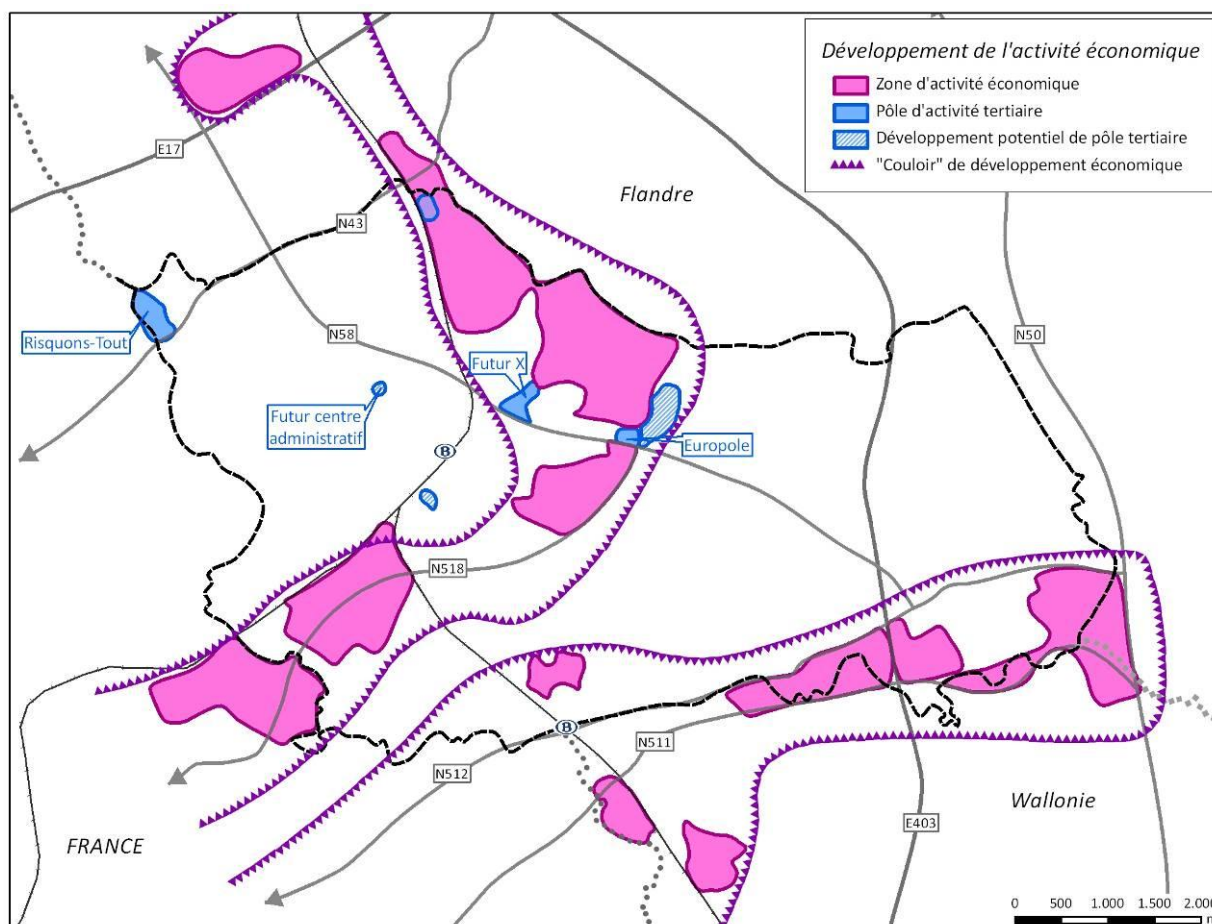 Développement de l'activité économique
Zone d'activité économique
Pôle d'activité tertiaire
Développement potentiel de pôle tertiaire
"Couloir" de développement économique
E17
N43
Flandre
Risquons-Tout
N58
N50
Futur X
Futur centre
administratif
Europole
B
N518
B
N511
N512
Wallonie
E403
FRANCE
0 500 1.000 1.500 2.000